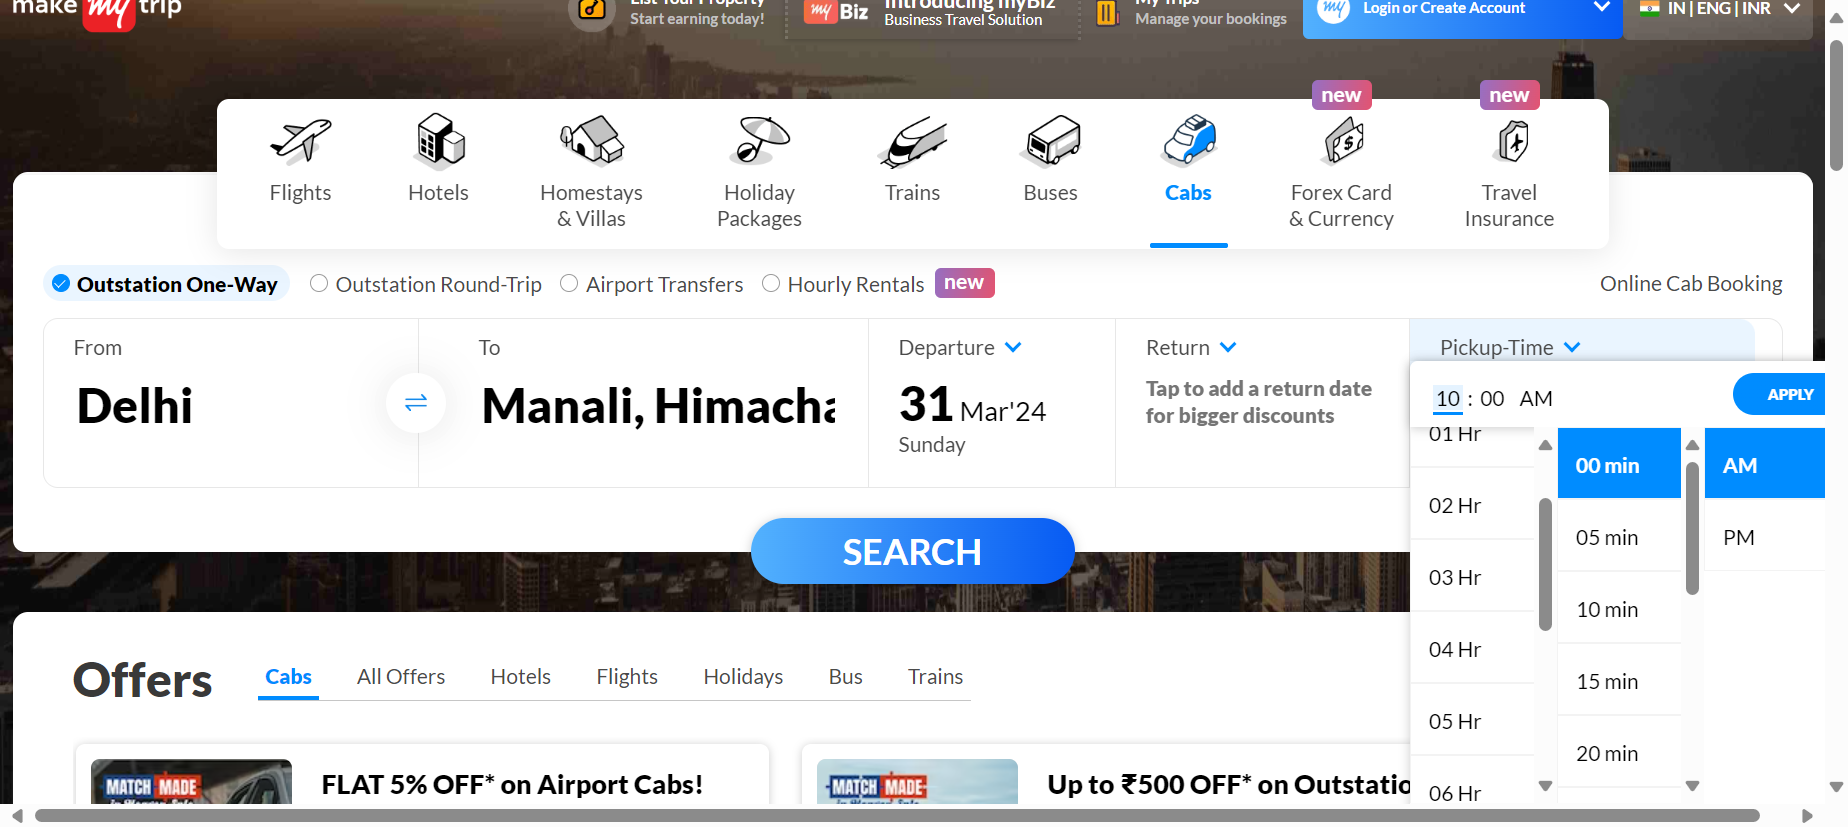 make my trip
List Your Property
Start earning today!
my Biz
Introducing myBiz
Business Travel Solution
My Trips
Manage your bookings
my
Login or Create Account
IN | ENG | INR
new
new
Flights
Hotels
Homestays
& Villas
Holiday
Packages
Trains
Buses
Cabs
Forex Card
& Currency
Travel
Insurance
Outstation One-Way
Outstation Round-Trip
Airport Transfers
Hourly Rentals
new
Online Cab Booking
From
Delhi
To
Manali, Himacha
Departure
31 Mar'24
Sunday
Return
Tap to add a return date
for bigger discounts
Pickup-Time
10 : 00 AM
APPLY
01 Hr
02 Hr
03 Hr
04 Hr
05 Hr
06 Hr
00 min
05 min
10 min
15 min
20 min
AM
PM
SEARCH
Offers
Cabs
All Offers
Hotels
Flights
Holidays
Bus
Trains
MATCH MADE
FLAT 5% OFF* on Airport Cabs!
MATCH MADE
Up to ₹500 OFF* on Outstatio